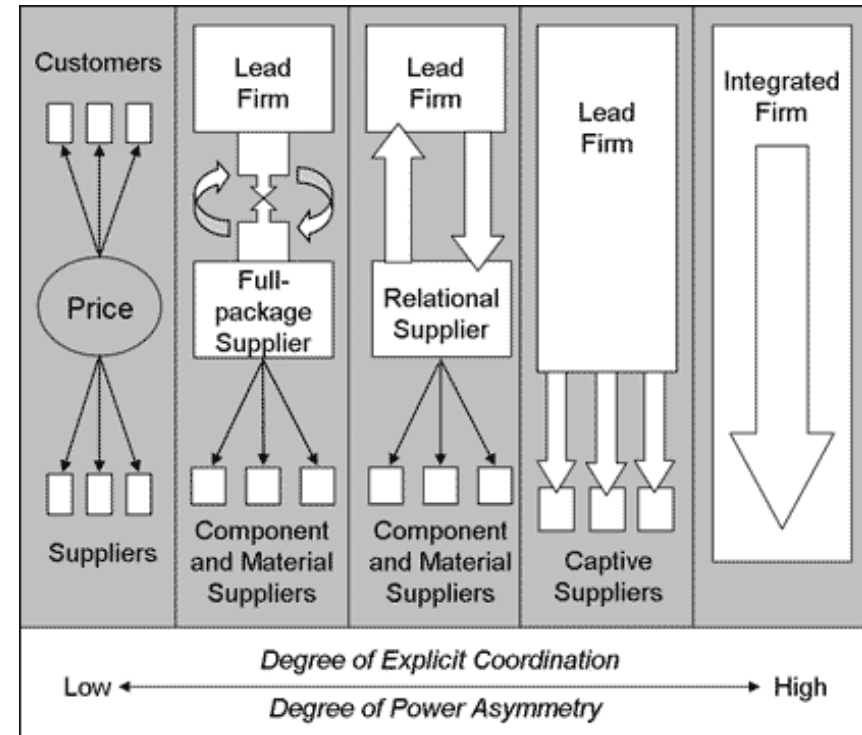 Customers
Price
Suppliers
Lead
Firm
Full-
package
Supplier
Component
and Material
Suppliers
Lead
Firm
Relational
Supplier
Component
and Material
Suppliers
Lead
Firm
Captive
Suppliers
Integrated
Firm
Degree of Explicit Coordination
Low
High
Degree of Power Asymmetry